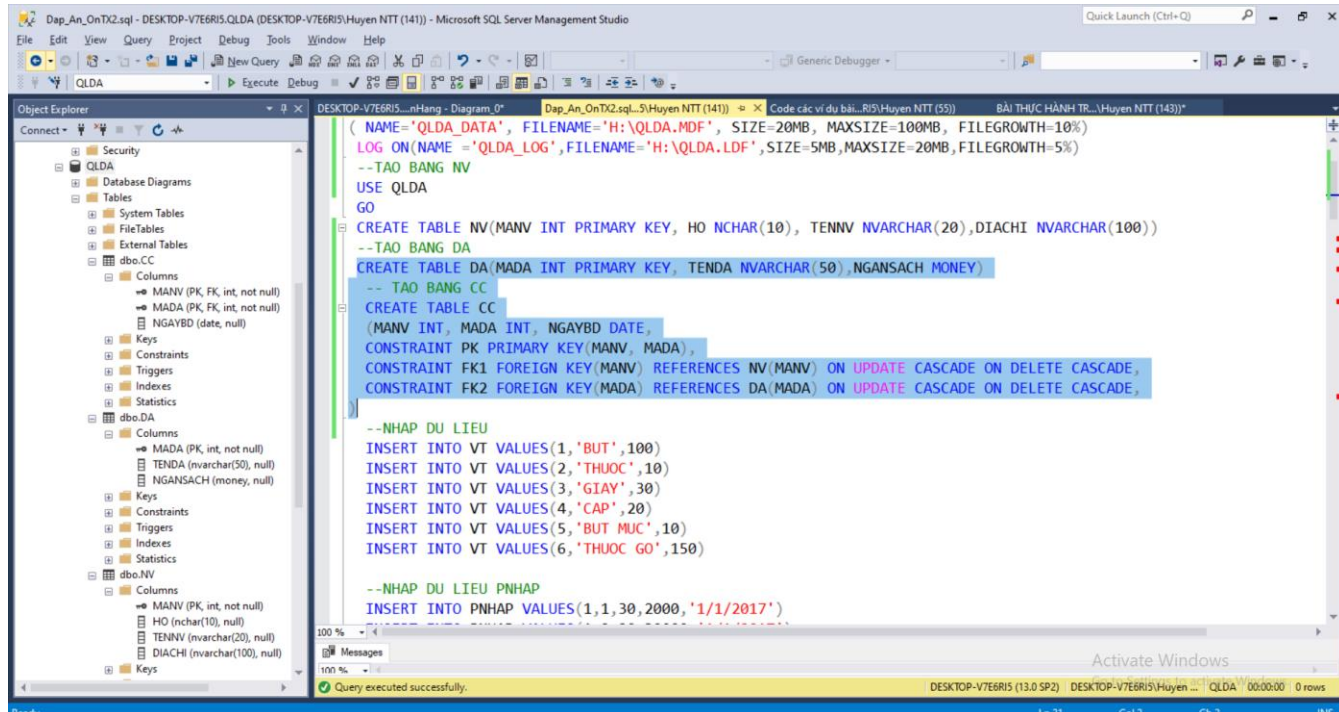 Dap_An_OnTX2.sql - DESKTOP-V7E6RI5.QLDA (DESKTOP-V7E6RI5\Huyen NTT (141)) - Microsoft SQL Server Management Studio
Quick Launch (Ctrl+Q)
File Edit View Query Project Debug Tools Window Help
New Query
Generic Debugger
QLDA
Execute Debug
Object Explorer
DESKTOP-V7E6RI5....nHang - Diagram_0*
Dap_An_OnTX2.sql...5\Huyen NTT (141))
Code các ví dụ bài...RI5\Huyen NTT (55))
BÀI THỰC HÀNH TR...\Huyen NTT (143))*
Connect
Security
QLDA
Database Diagrams
Tables
System Tables
FileTables
External Tables
dbo.CC
Columns
MANV (PK, FK, int, not null)
MADA (PK, FK, int, not null)
NGAYBD (date, null)
Keys
Constraints
Triggers
Indexes
Statistics
dbo.DA
Columns
MADA (PK, int, not null)
TENDA (nvarchar(50), null)
NGANSACH (money, null)
Keys
Constraints
Triggers
Indexes
Statistics
dbo.NV
Columns
MANV (PK, int, not null)
HO (nchar(10), null)
TENNV (nvarchar(20), null)
DIACHI (nvarchar(100), null)
Keys
( NAME='QLDA_DATA', FILENAME='H:\QLDA.MDF', SIZE=20MB, MAXSIZE=100MB, FILEGROWTH=10%)
LOG ON(NAME ='QLDA_LOG',FILENAME='H:\QLDA.LDF',SIZE=5MB,MAXSIZE=20MB,FILEGROWTH=5%)
--TAO BANG NV
USE QLDA
GO
CREATE TABLE NV(MANV INT PRIMARY KEY, HO NCHAR(10), TENNV NVARCHAR(20),DIACHI NVARCHAR(100))
--TAO BANG DA
CREATE TABLE DA(MADA INT PRIMARY KEY, TENDA NVARCHAR(50),NGANSACH MONEY)
-- TAO BANG CC
CREATE TABLE CC
(MANV INT, MADA INT, NGAYBD DATE,
CONSTRAINT PK PRIMARY KEY(MANV, MADA),
CONSTRAINT FK1 FOREIGN KEY(MANV) REFERENCES NV(MANV) ON UPDATE CASCADE ON DELETE CASCADE,
CONSTRAINT FK2 FOREIGN KEY(MADA) REFERENCES DA(MADA) ON UPDATE CASCADE ON DELETE CASCADE,
)
--NHAP DU LIEU
INSERT INTO VT VALUES(1,'BUT',100)
INSERT INTO VT VALUES(2,'THUOC',10)
INSERT INTO VT VALUES(3,'GIAY',30)
INSERT INTO VT VALUES(4,'CAP',20)
INSERT INTO VT VALUES(5,'BUT MUC',10)
INSERT INTO VT VALUES(6,'THUOC GO',150)
--NHAP DU LIEU PNHAP
INSERT INTO PNHAP VALUES(1,1,30,2000,'1/1/2017')
100 %
Messages
100 %
Activate Windows
Query executed successfully.
DESKTOP-V7E6RI5 (13.0 SP2) DESKTOP-V7E6RI5\Huyen ... QLDA 00:00:00 0 rows